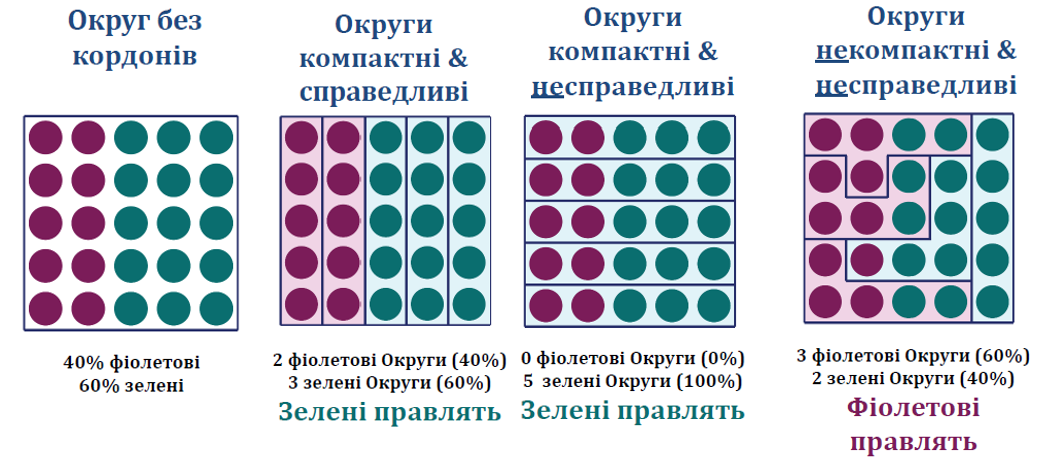 Округ без
кордонів
40% фіолетові
60% зелені
Округи
компактні &
справедливі
2 фіолетові Округи (40%)
3 зелені Округи (60%)
Зелені правлять
Округи
компактні &
несправедливі
0 фіолетові Округи (0%)
5 зелені Округи (100%)
Зелені правлять
Округи
некомпактні &
несправедливі
3 фіолетові Округи (60%)
2 зелені Округи (40%)
Фіолетові
правлять